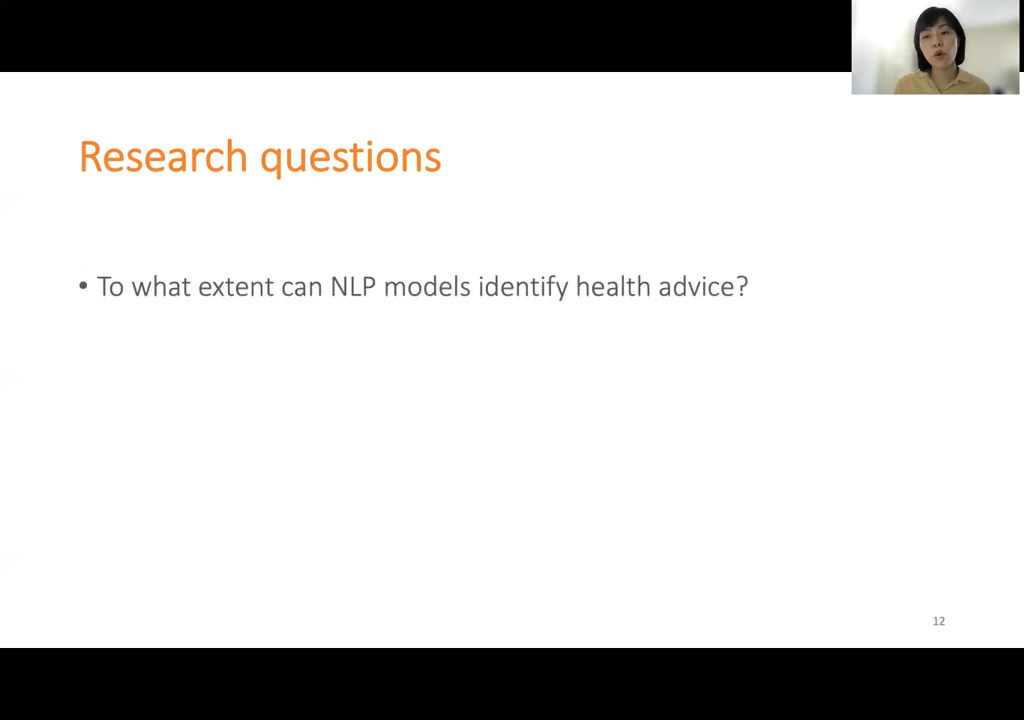 Research questions
• To what extent can NLP models identify health advice?
12